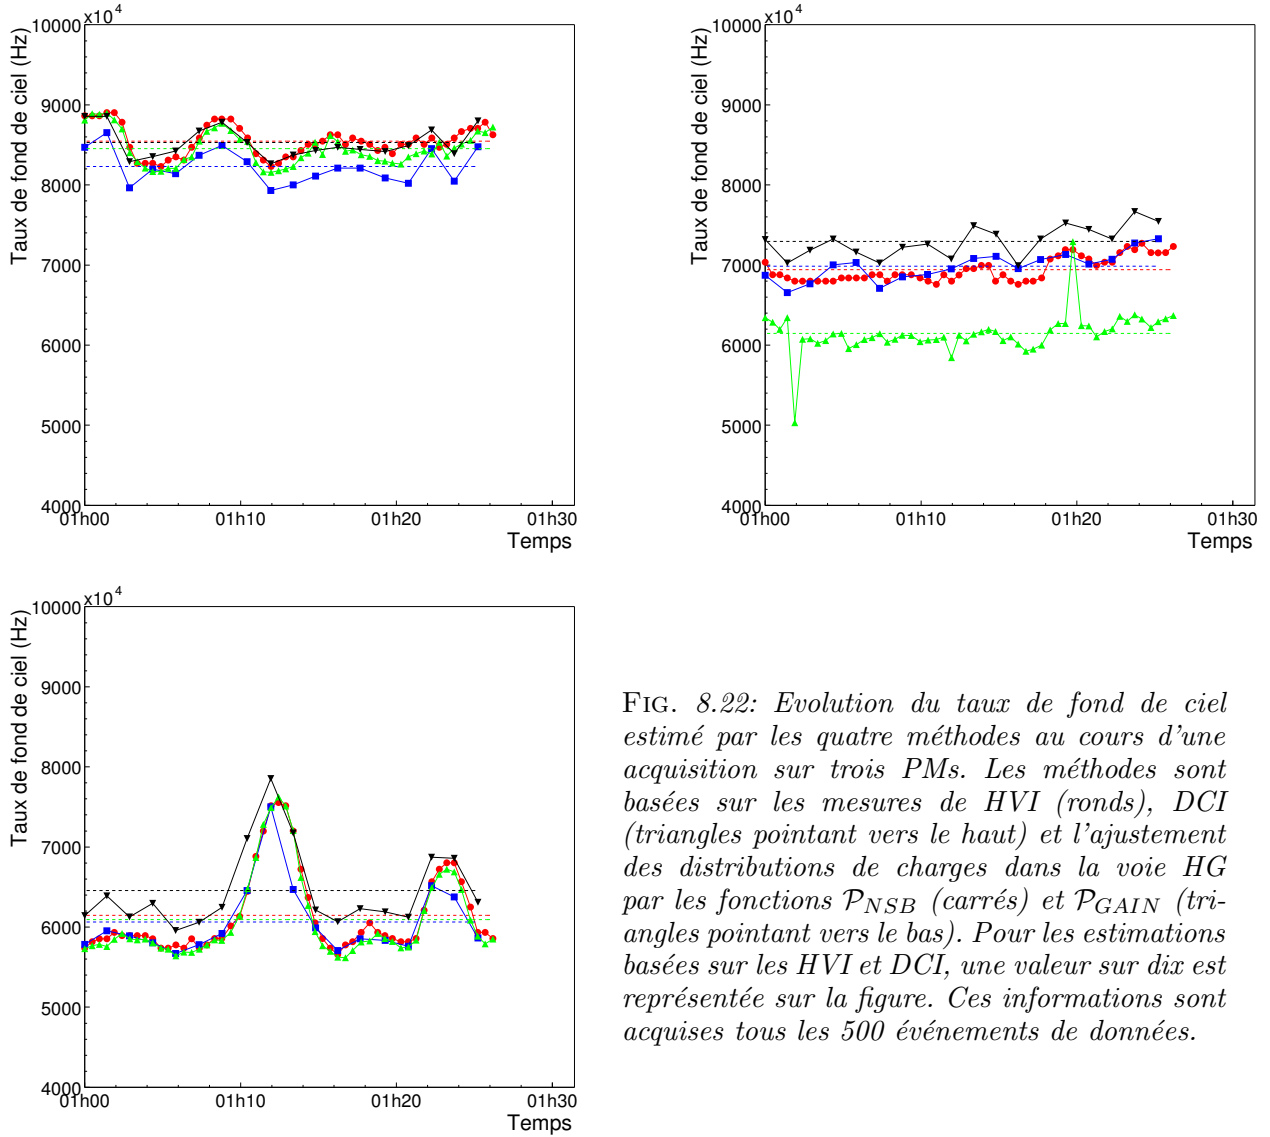 x10⁴
10000
9000
8000
7000
6000
5000
4000
Taux de fond de ciel (Hz)
01h00 01h10 01h20 01h30
Temps
x10⁴
10000
9000
8000
7000
6000
5000
4000
Taux de fond de ciel (Hz)
01h00 01h10 01h20 01h30
Temps
x10⁴
10000
9000
8000
7000
6000
5000
4000
Taux de fond de ciel (Hz)
01h00 01h10 01h20 01h30
Temps
FIG. 8.22: Evolution du taux de fond de ciel
estimé par les quatre méthodes au cours d'une
acquisition sur trois PMs. Les méthodes sont
basées sur les mesures de HVI (ronds), DCI
(triangles pointant vers le haut) et l'ajustement
des distributions de charges dans la voie HG
par les fonctions 𝒫NSB (carrés) et 𝒫GAIN (tri-
angles pointant vers le bas). Pour les estimations
basées sur les HVI et DCI, une valeur sur dix est
représentée sur la figure. Ces informations sont
acquises tous les 500 événements de données.